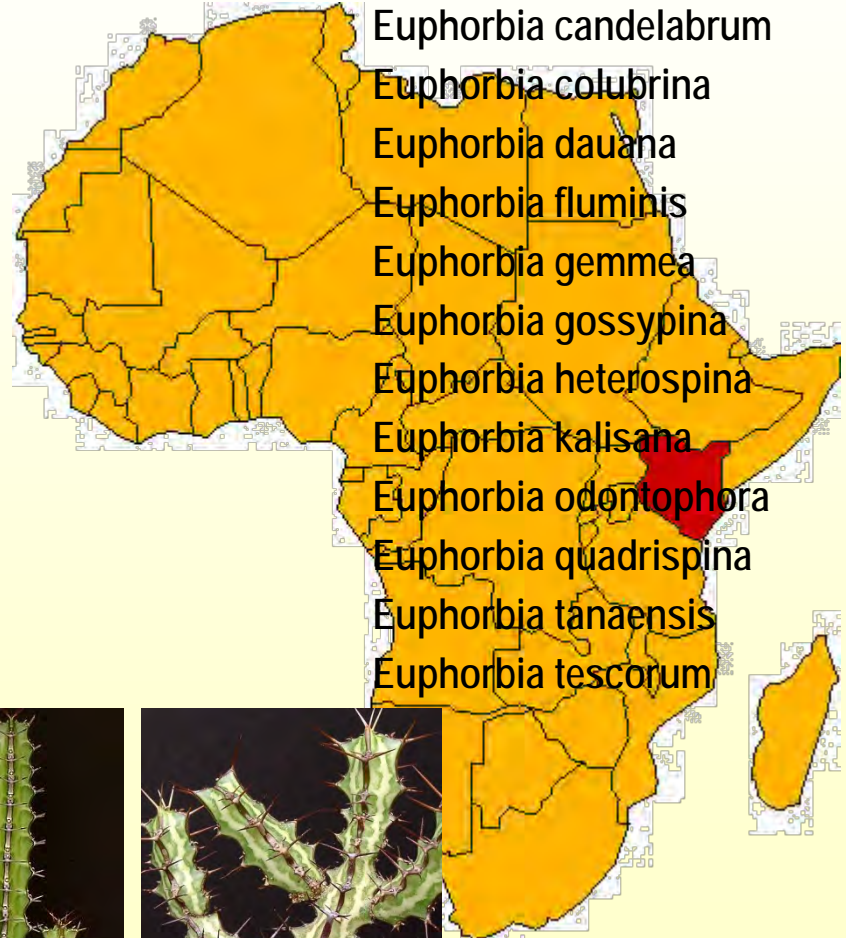 Euphorbia candelabrum
Euphorbia colubrina
Euphorbia dauana
Euphorbia fluminis
Euphorbia gemmea
Euphorbia gossypina
Euphorbia heterospina
Euphorbia kalisana
Euphorbia odontophora
Euphorbia quadrispina
Euphorbia tanaensis
Euphorbia tescorum